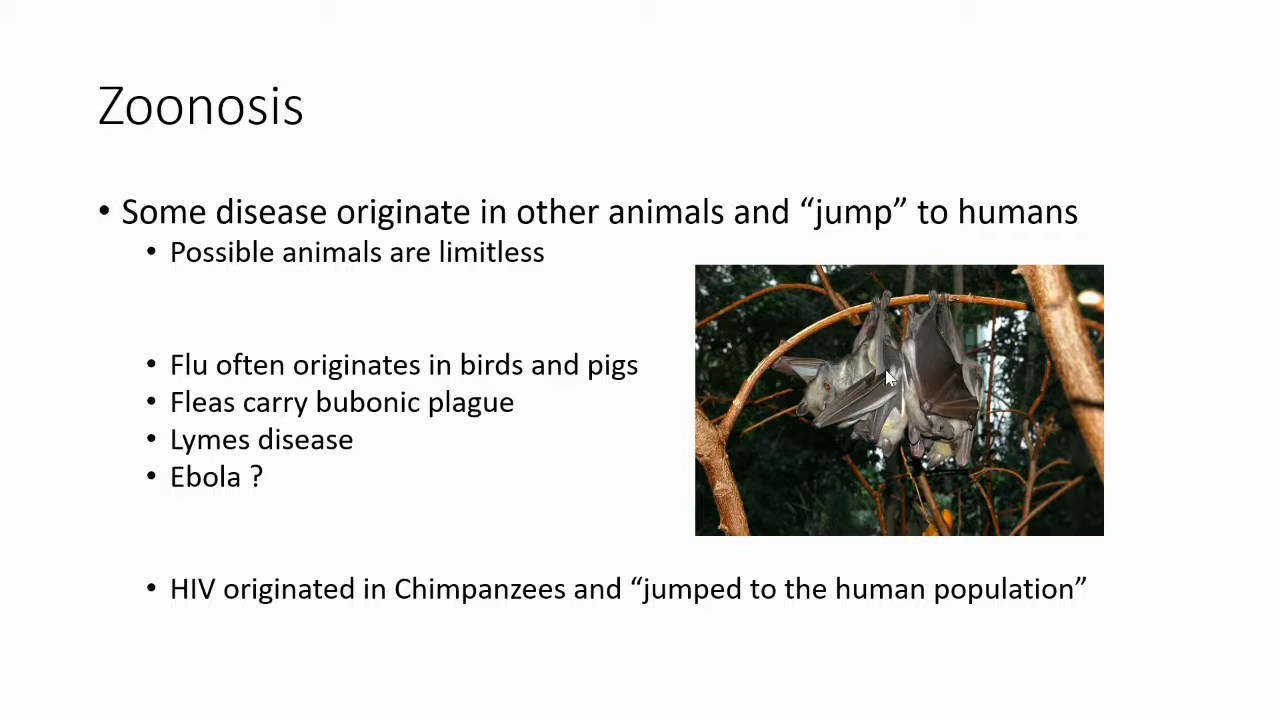 Zoonosis
• Some disease originate in other animals and “jump” to humans
• Possible animals are limitless
• Flu often originates in birds and pigs
• Fleas carry bubonic plague
• Lymes disease
• Ebola ?
• HIV originated in Chimpanzees and “jumped to the human population”